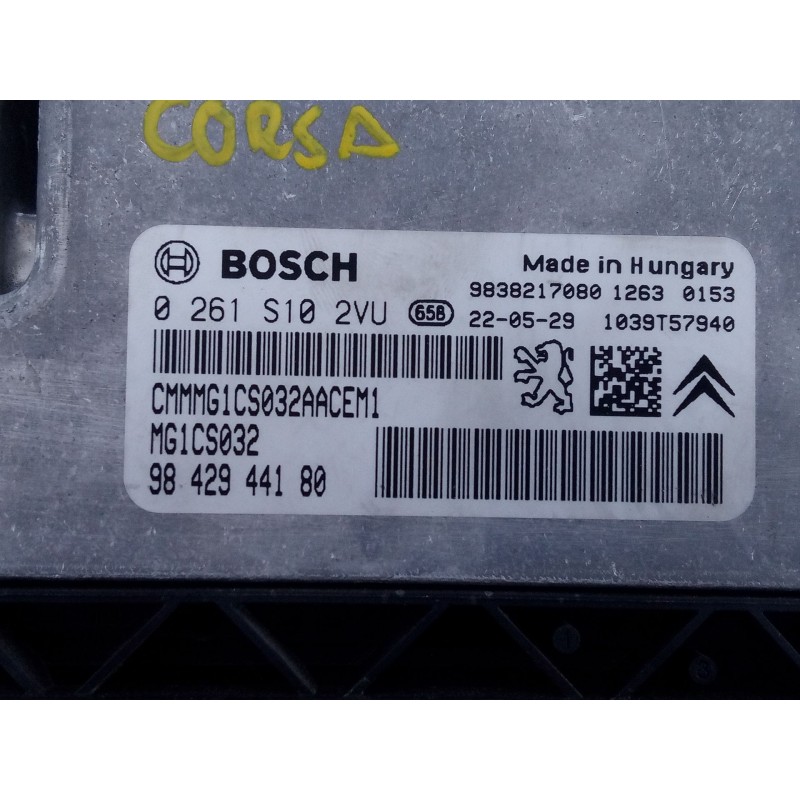 CORSA
BOSCH
Made in Hungary
9838217080 1263 0153
0 261 S10 2VU 65B 22-05-29 1039T57940
CMMMG1CS032AACEM1
MG1CS032
98 429 441 80